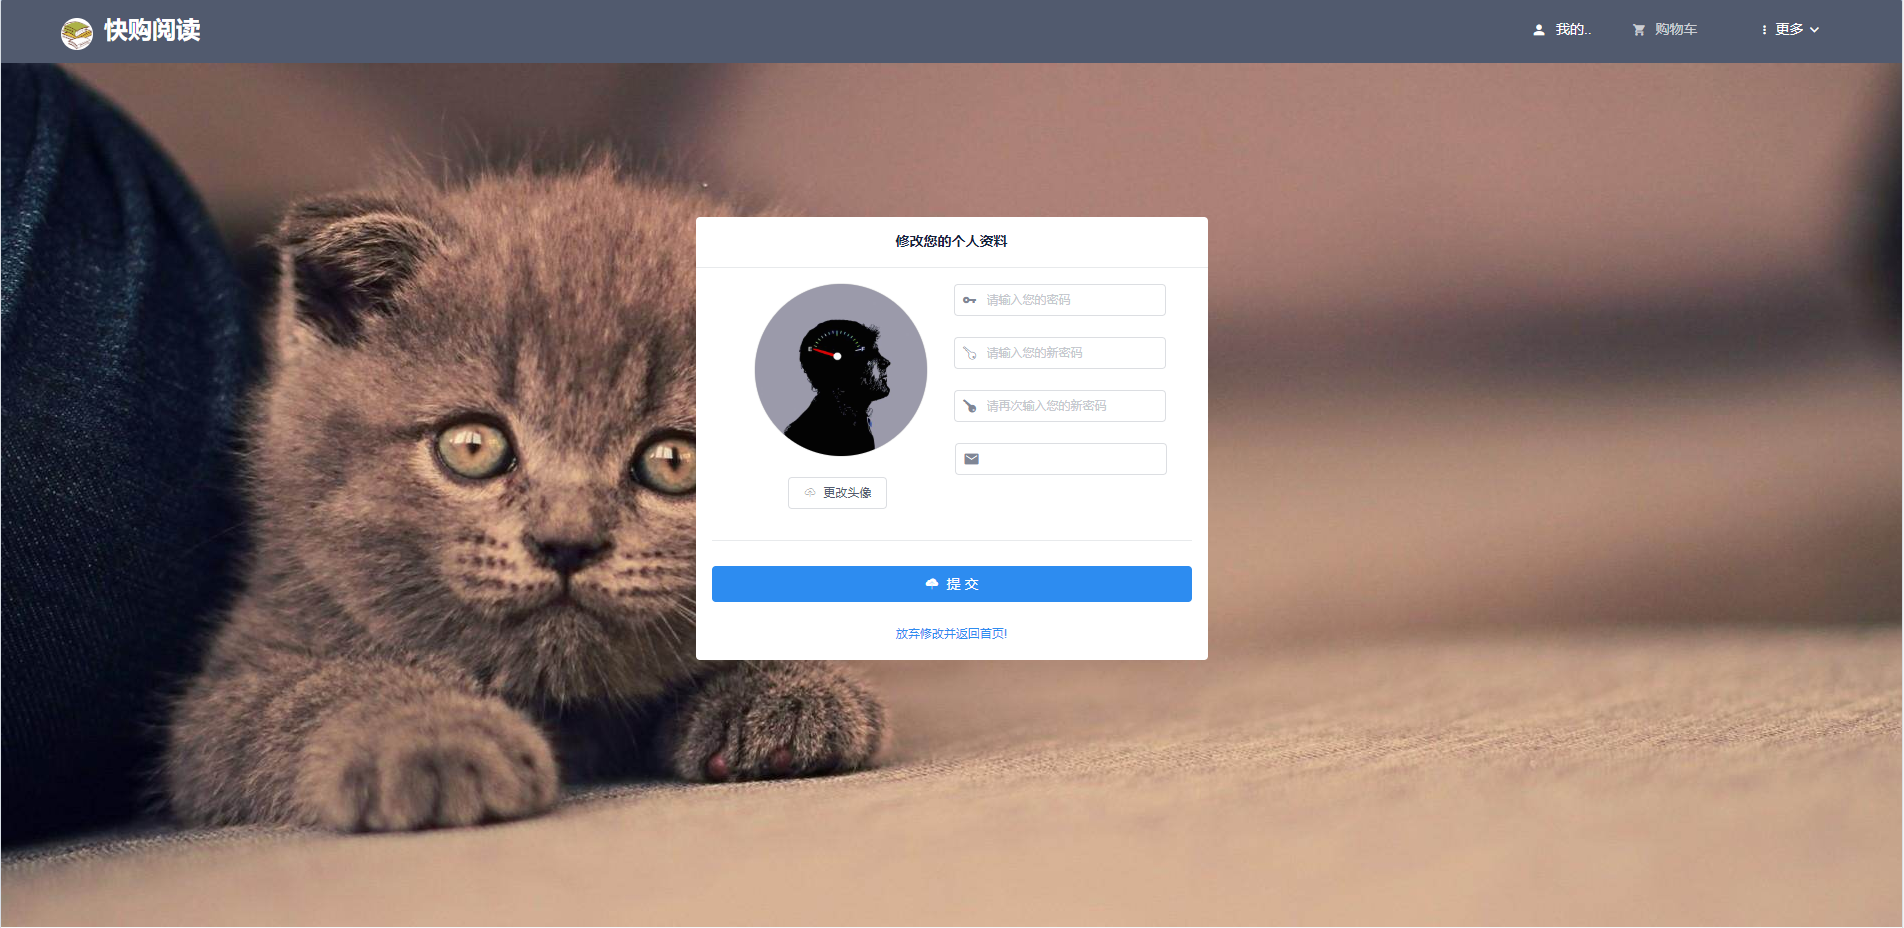 快购阅读
我的..
购物车
更多
修改您的个人资料
请输入您的密码
请输入您的新密码
请再次输入您的新密码
更改头像
提 交
放弃修改并返回首页!